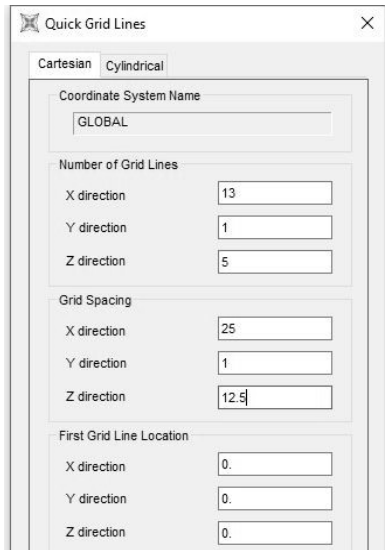 Quick Grid Lines
Cartesian Cylindrical
Coordinate System Name
GLOBAL
Number of Grid Lines
X direction 13
Y direction 1
Z direction 5
Grid Spacing
X direction 25
Y direction 1
Z direction 12.5
First Grid Line Location
X direction 0.
Y direction 0.
Z direction 0.